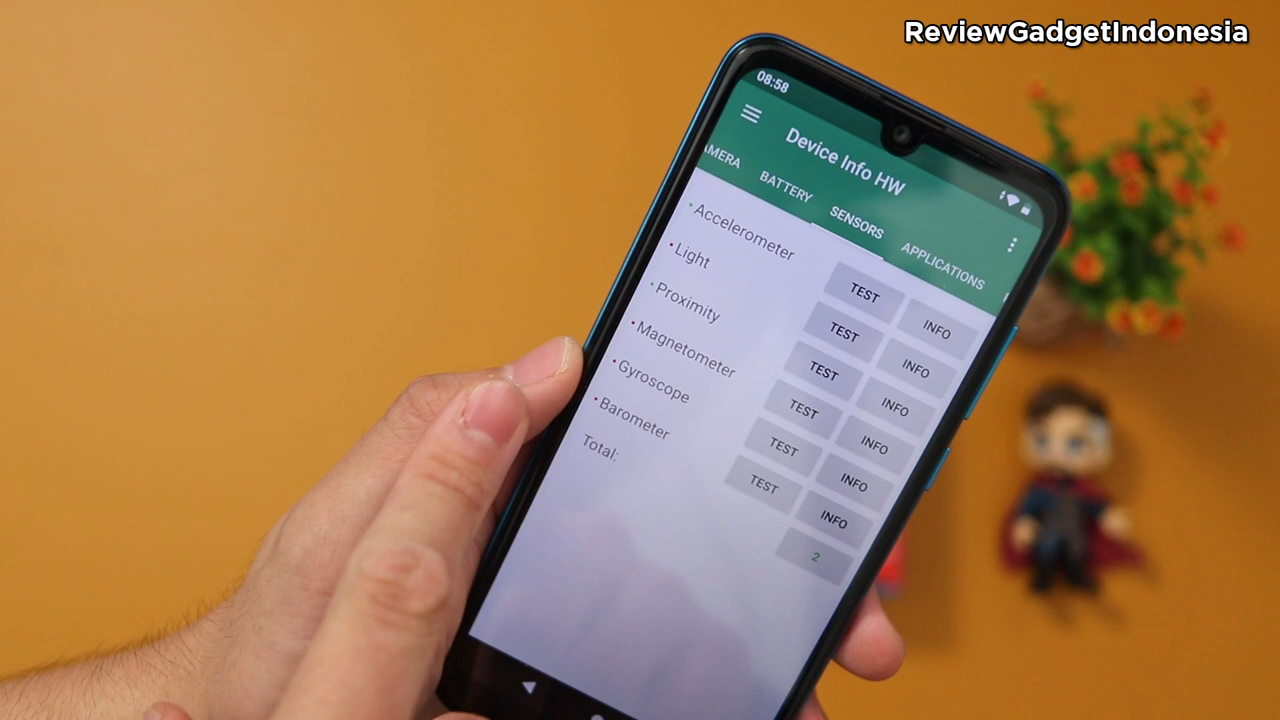 ReviewGadgetIndonesia
08:58
Device Info HW
AMERA BATTERY SENSORS APPLICATIONS
Accelerometer TEST INFO
Light TEST INFO
Proximity TEST INFO
Magnetometer TEST INFO
Gyroscope TEST INFO
Barometer TEST INFO
Total: 2